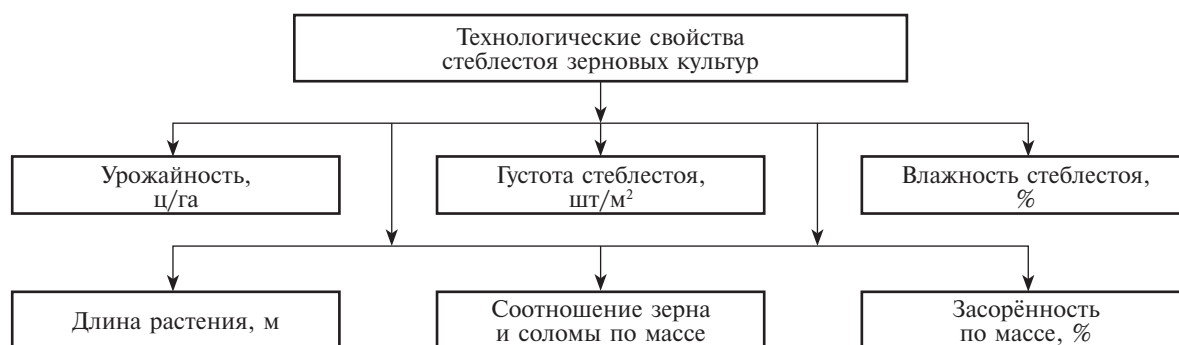 Технологические свойства
стеблестоя зерновых культур
Урожайность,
ц/га
Густота стеблестоя,
шт/м²
Влажность стеблестоя,
%
Длина растения, м
Соотношение зерна
и соломы по массе
Засорённость
по массе, %